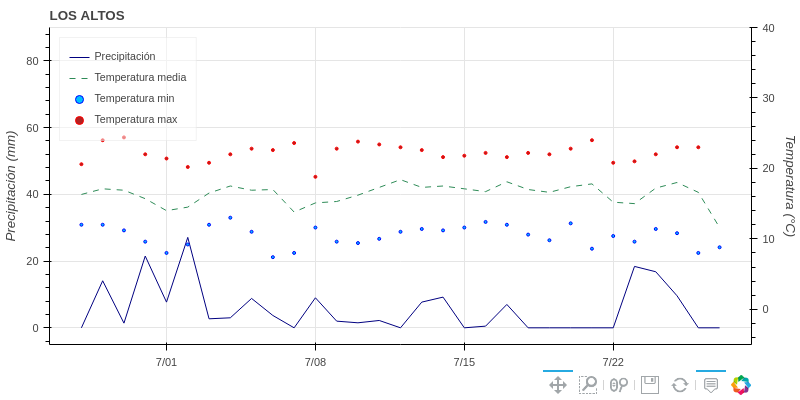 LOS ALTOS
Precipitación
Temperatura media
Temperatura min
Temperatura max
Precipitación (mm)
80
60
40
20
0
40
30
20
10
0
Temperatura (°C)
7/01
7/08
7/15
7/22